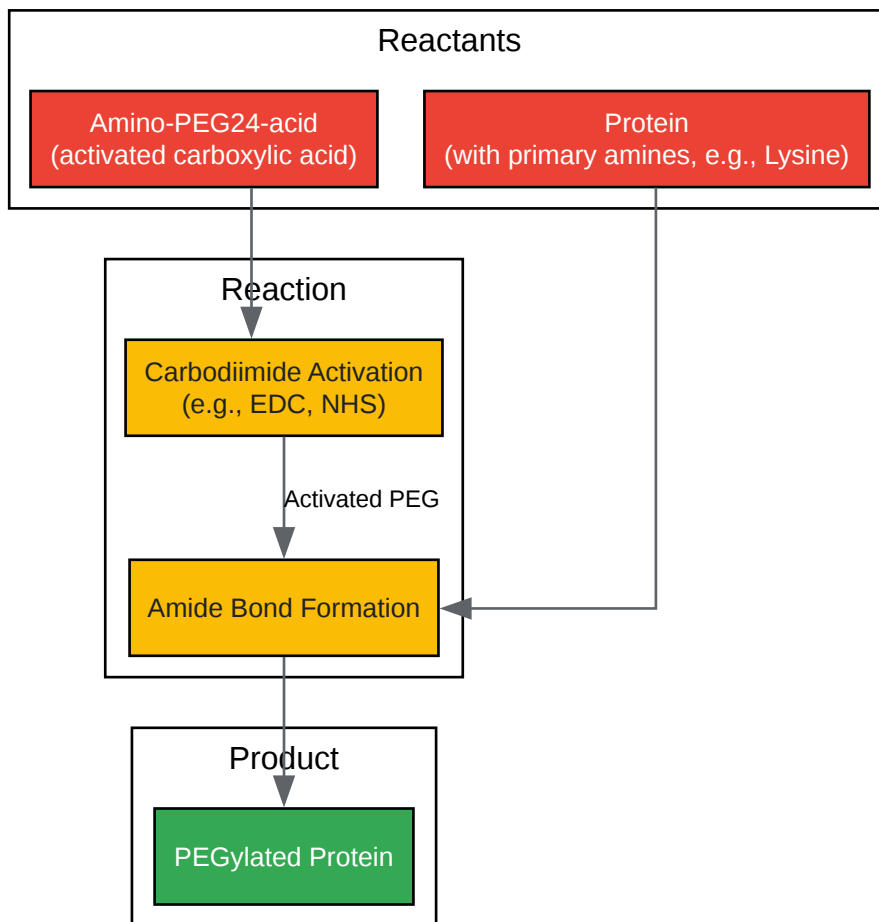 Reactants
Amino-PEG24-acid
(activated carboxylic acid)
Protein
(with primary amines, e.g., Lysine)
Reaction
Carbodiimide Activation
(e.g., EDC, NHS)
Activated PEG
Amide Bond Formation
Product
PEGylated Protein